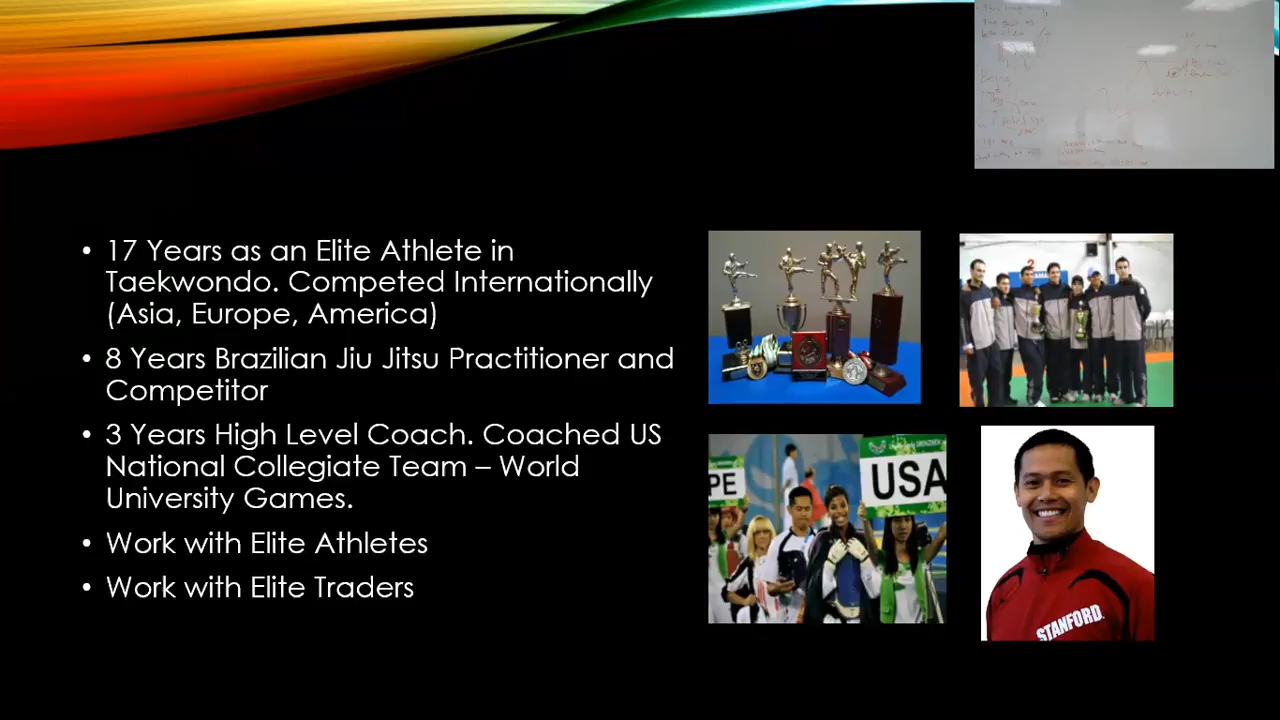 • 17 Years as an Elite Athlete in
Taekwondo. Competed Internationally
(Asia, Europe, America)
• 8 Years Brazilian Jiu Jitsu Practitioner and
Competitor
• 3 Years High Level Coach. Coached US
National Collegiate Team – World
University Games.
• Work with Elite Athletes
• Work with Elite Traders
2
PE
USA
STANFORD